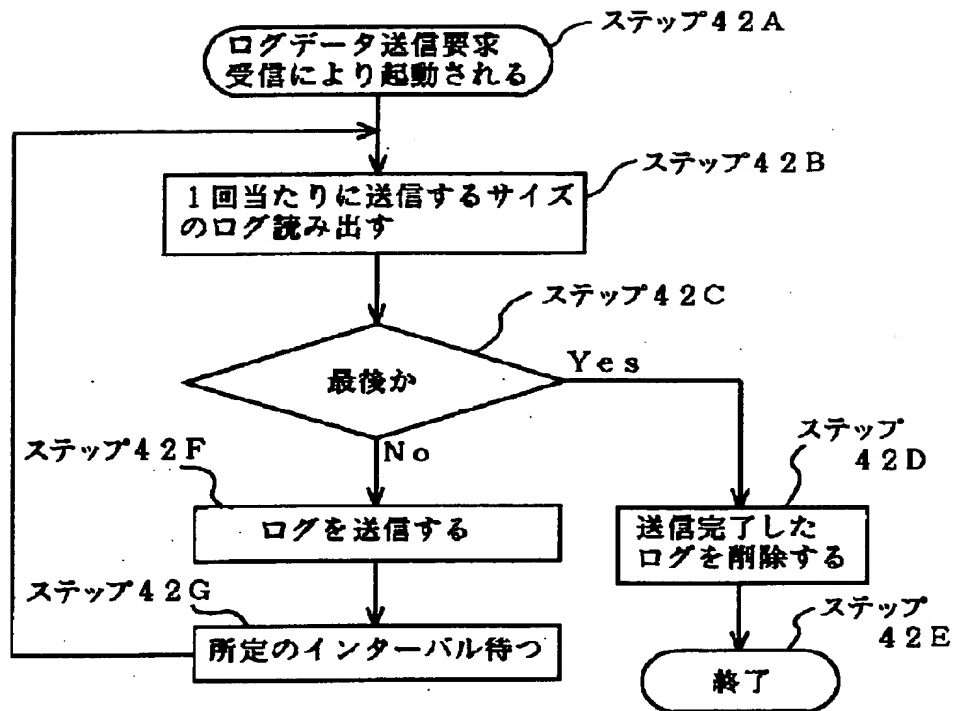 ステップ42A
ログデータ送信要求
受信により起動される
ステップ42B
1回当たりに送信するサイズ
のログ読み出す
ステップ42C
最後か
Yes
No
ステップ42F
ログを送信する
ステップ42G
所定のインターバル待つ
ステップ
42D
送信完了した
ログを削除する
ステップ
42E
終了